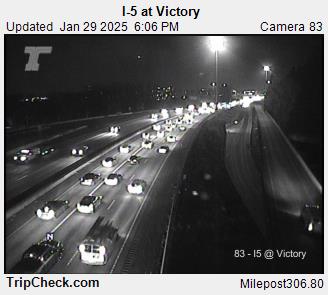 I-5 at Victory
Updated Jan 29 2025 6:06 PM Camera 83
T
N
83 - I5 @ Victory
TripCheck.com Milepost306.80